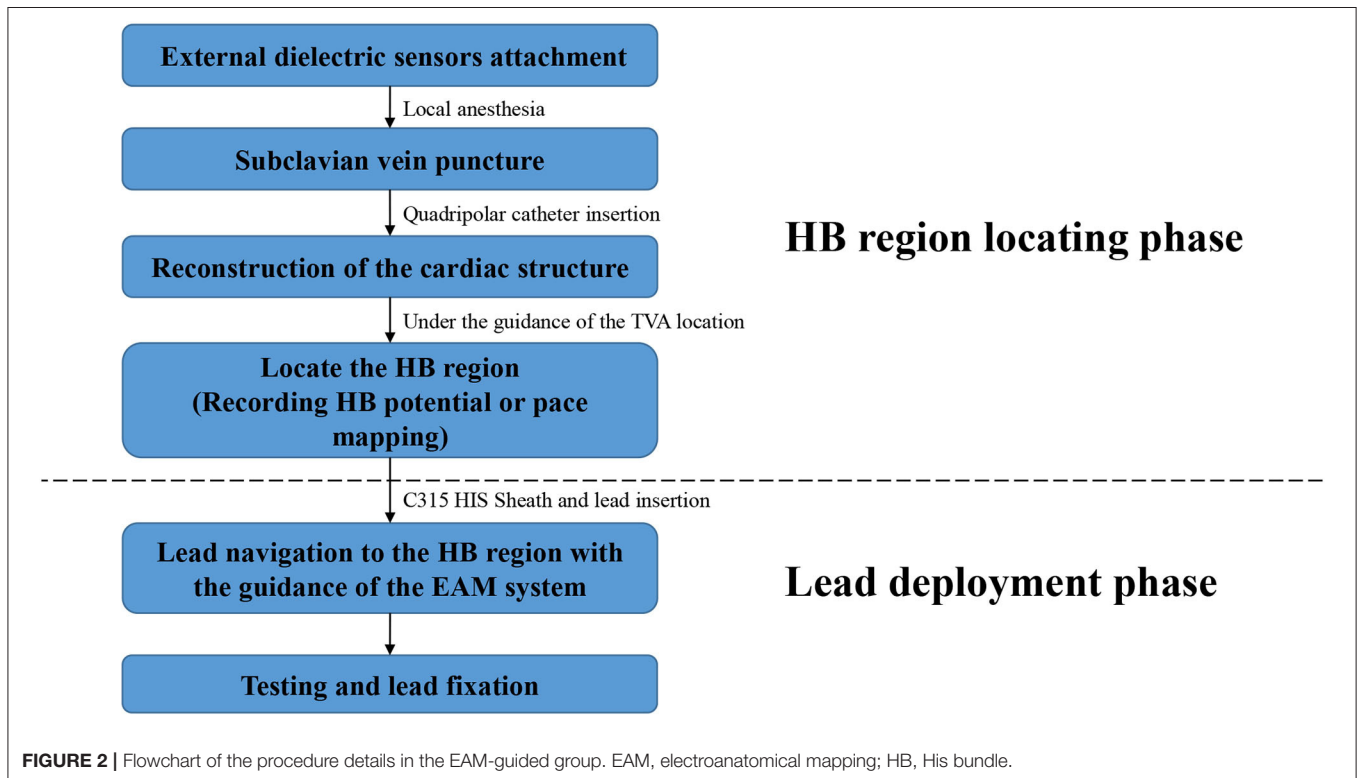 External dielectric sensors attachment
Local anesthesia
Subclavian vein puncture
Quadripolar catheter insertion
HB region locating phase
Reconstruction of the cardiac structure
Under the guidance of the TVA location
Locate the HB region
(Recording HB potential or pace
mapping)
C315 HIS Sheath and lead insertion
Lead navigation to the HB region with
the guidance of the EAM system
Lead deployment phase
Testing and lead fixation
FIGURE 2 | Flowchart of the procedure details in the EAM-guided group. EAM, electroanatomical mapping; HB, His bundle.